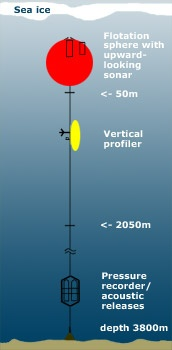 Sea ice
Flotation
sphere with
upward-
looking
sonar
<- 50m
Vertical
profiler
<- 2050m
Pressure
recorder/
acoustic
releases
depth 3800m